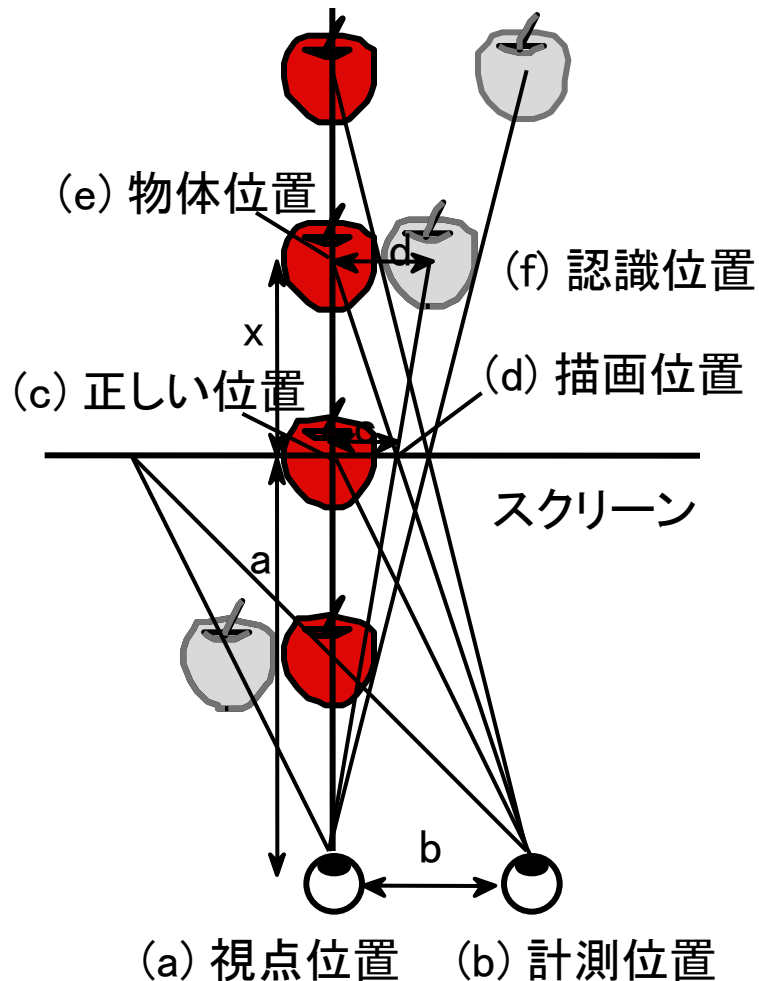 (e) 物体位置
d
(f) 認識位置
x
(c) 正しい位置
(d) 描画位置
c
スクリーン
a
b
(a) 視点位置
(b) 計測位置